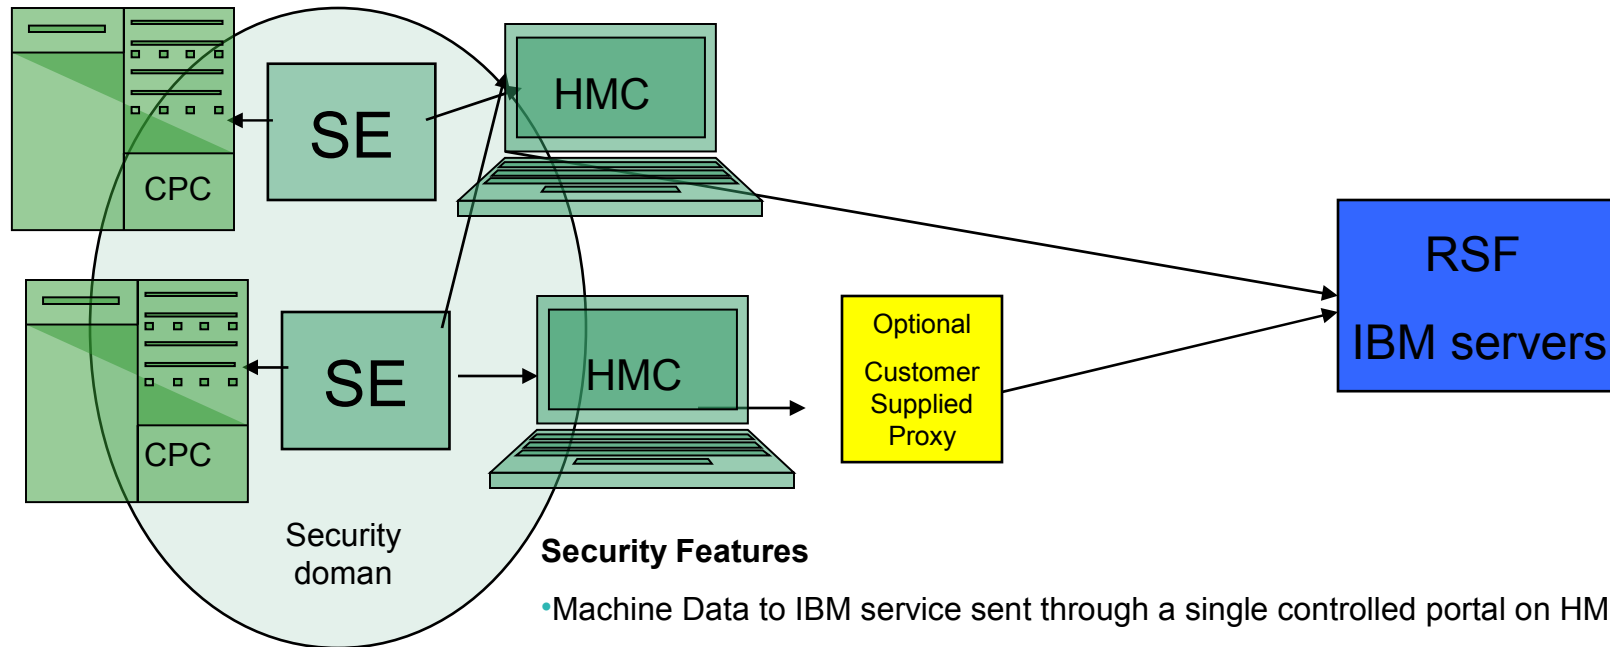 SE
HMC
CPC
RSF
IBM servers
SE
HMC
Optional
Customer
Supplied
Proxy
CPC
Security
doman
Security Features
•Machine Data to IBM service sent through a single controlled portal on HM